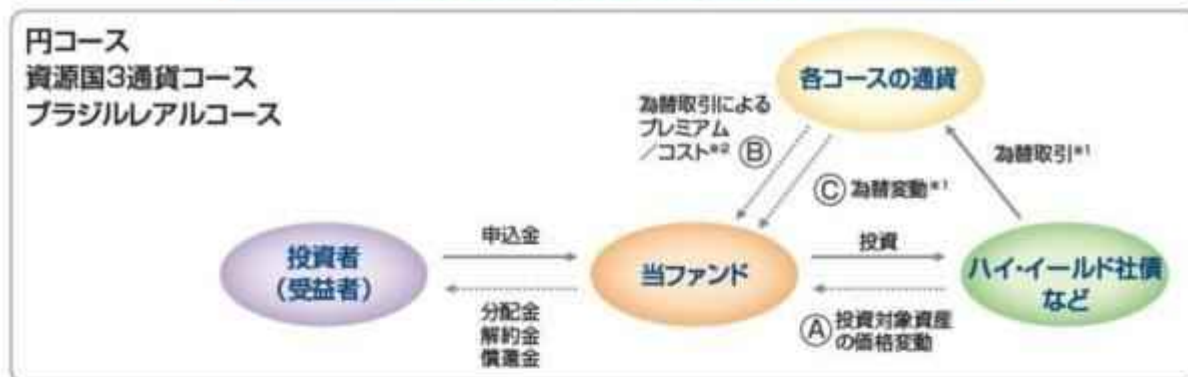 円コース
資源国3通貨コース
ブラジルレアルコース
各コースの通貨
為替取引による
プレミアム
／コスト※2 Ⓑ
為替取引※1
Ⓒ 為替変動※1
申込金
投資
投資者
(受益者)
当ファンド
ハイ・イールド社債
など
分配金
解約金
償還金
Ⓐ 投資対象資産
の価格変動